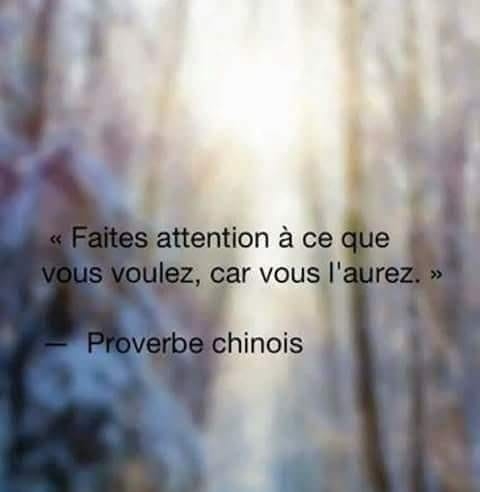 « Faites attention à ce que
vous voulez, car vous l'aurez. »
— Proverbe chinois